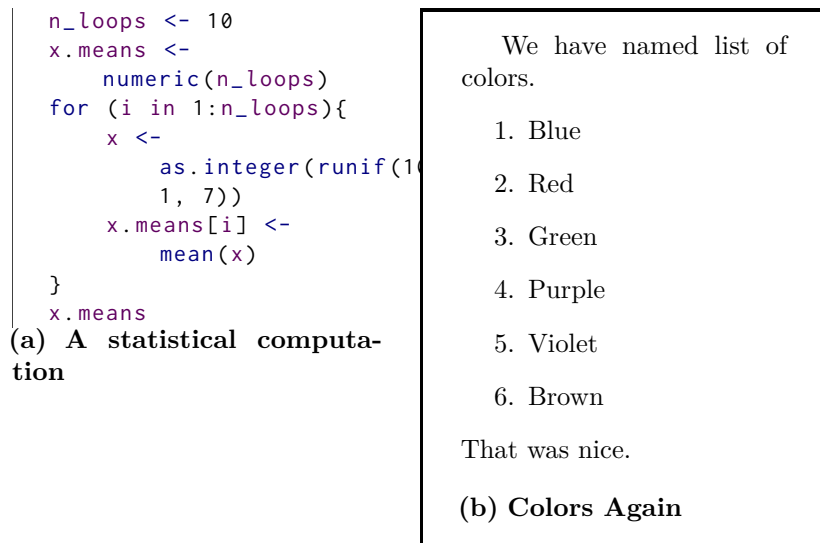 n_loops <- 10
x.means <-
numeric(n_loops)
for (i in 1:n_loops){
x <-
as.integer(runif(10
1, 7))
x.means[i] <-
mean(x)
}
x.means
(a) A statistical computa-
tion
We have named list of
colors.
1. Blue
2. Red
3. Green
4. Purple
5. Violet
6. Brown
That was nice.
(b) Colors Again